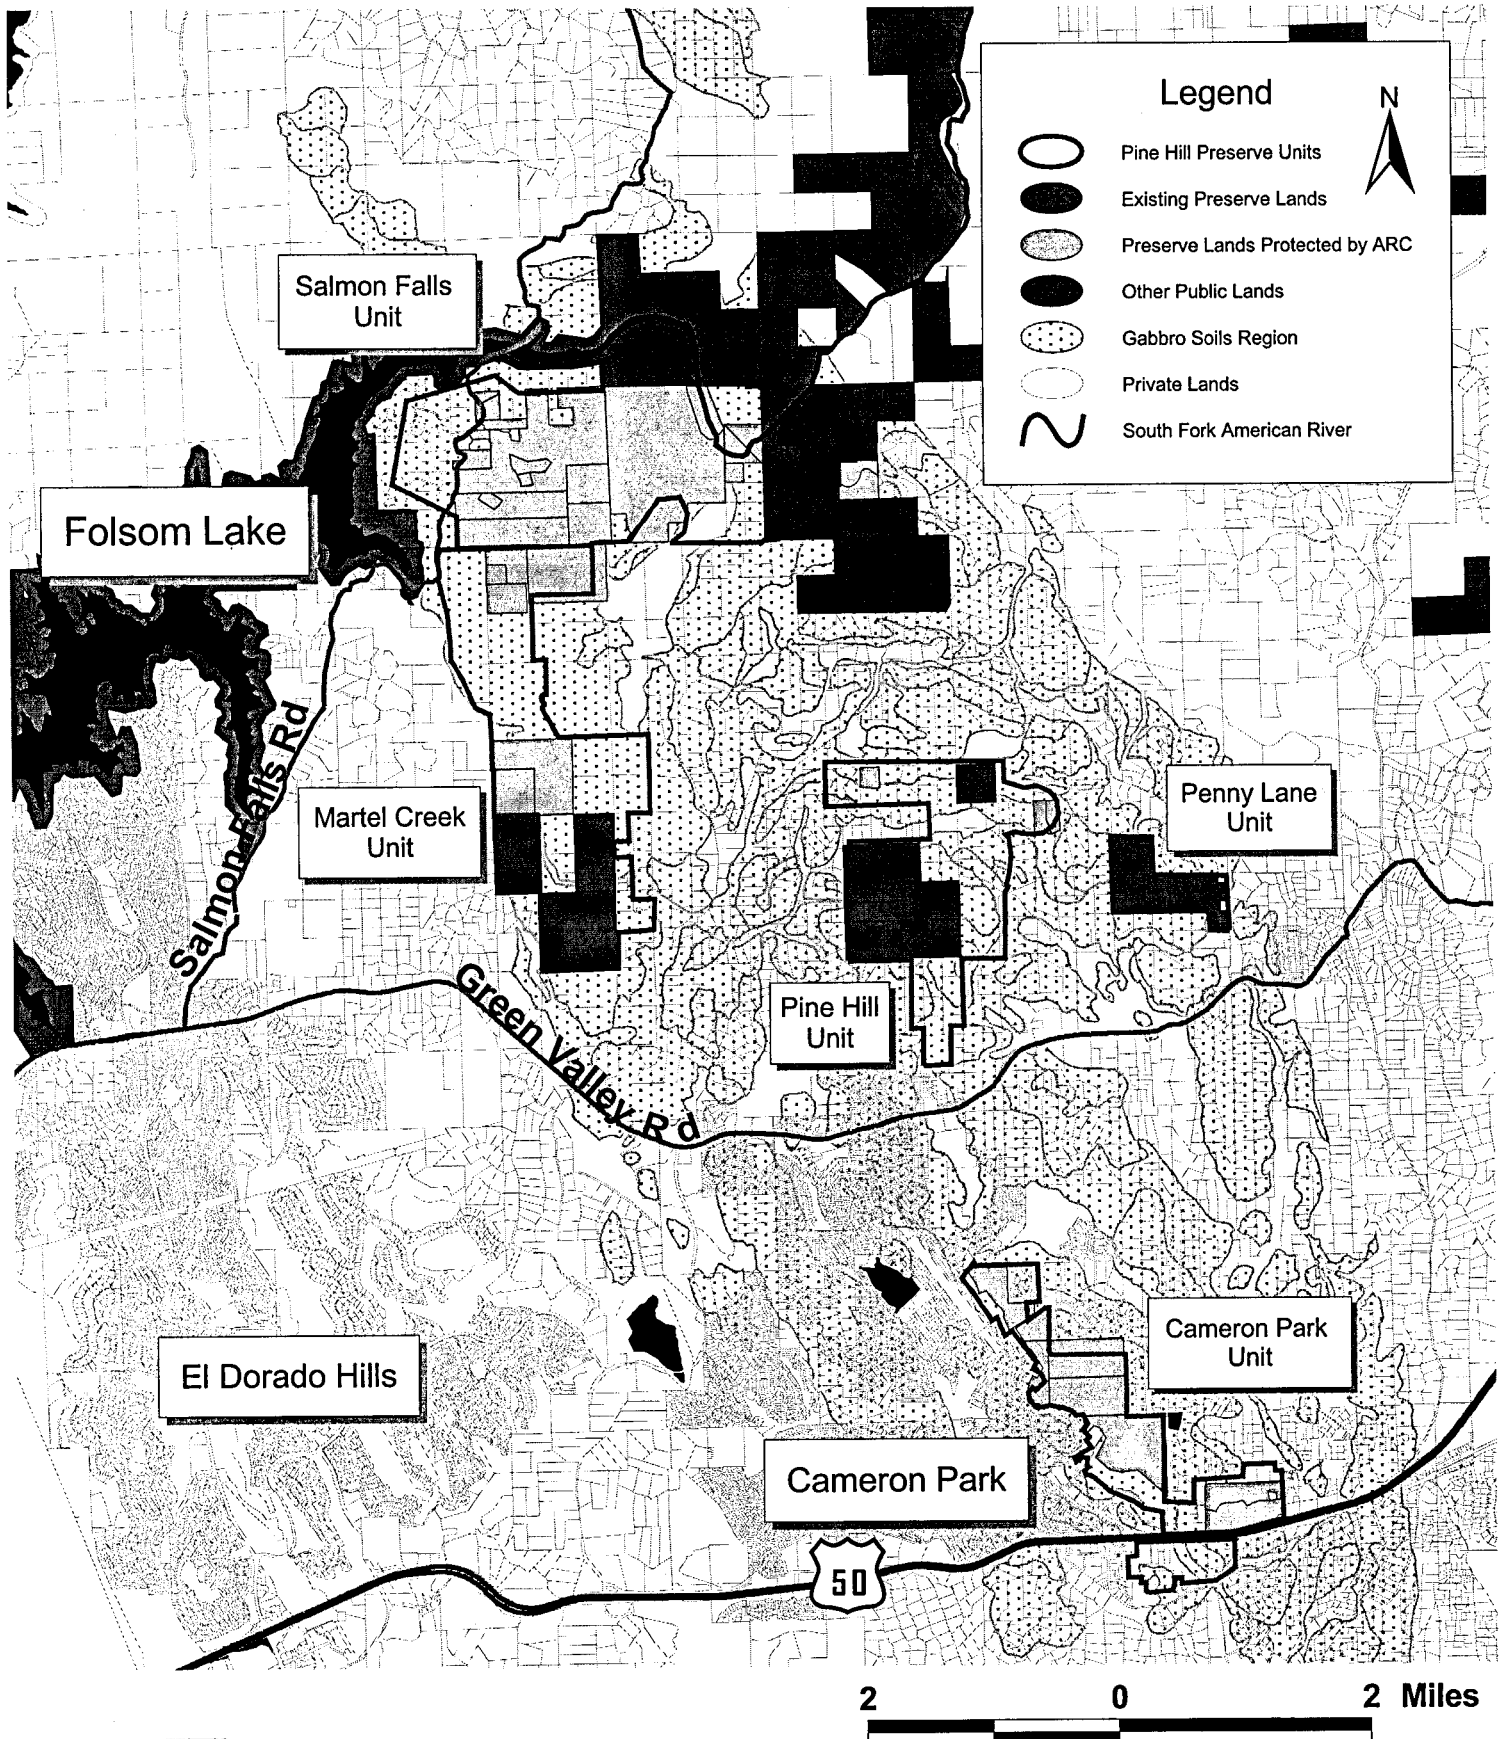 Legend
N
Pine Hill Preserve Units
Existing Preserve Lands
Preserve Lands Protected by ARC
Other Public Lands
Gabbro Soils Region
Private Lands
South Fork American River
Salmon Falls
Unit
Folsom Lake
Salmon Falls Rd
Martel Creek
Unit
Penny Lane
Unit
Pine Hill
Unit
Green Valley Rd
El Dorado Hills
Cameron Park
Unit
Cameron Park
50
2 0 2 Miles